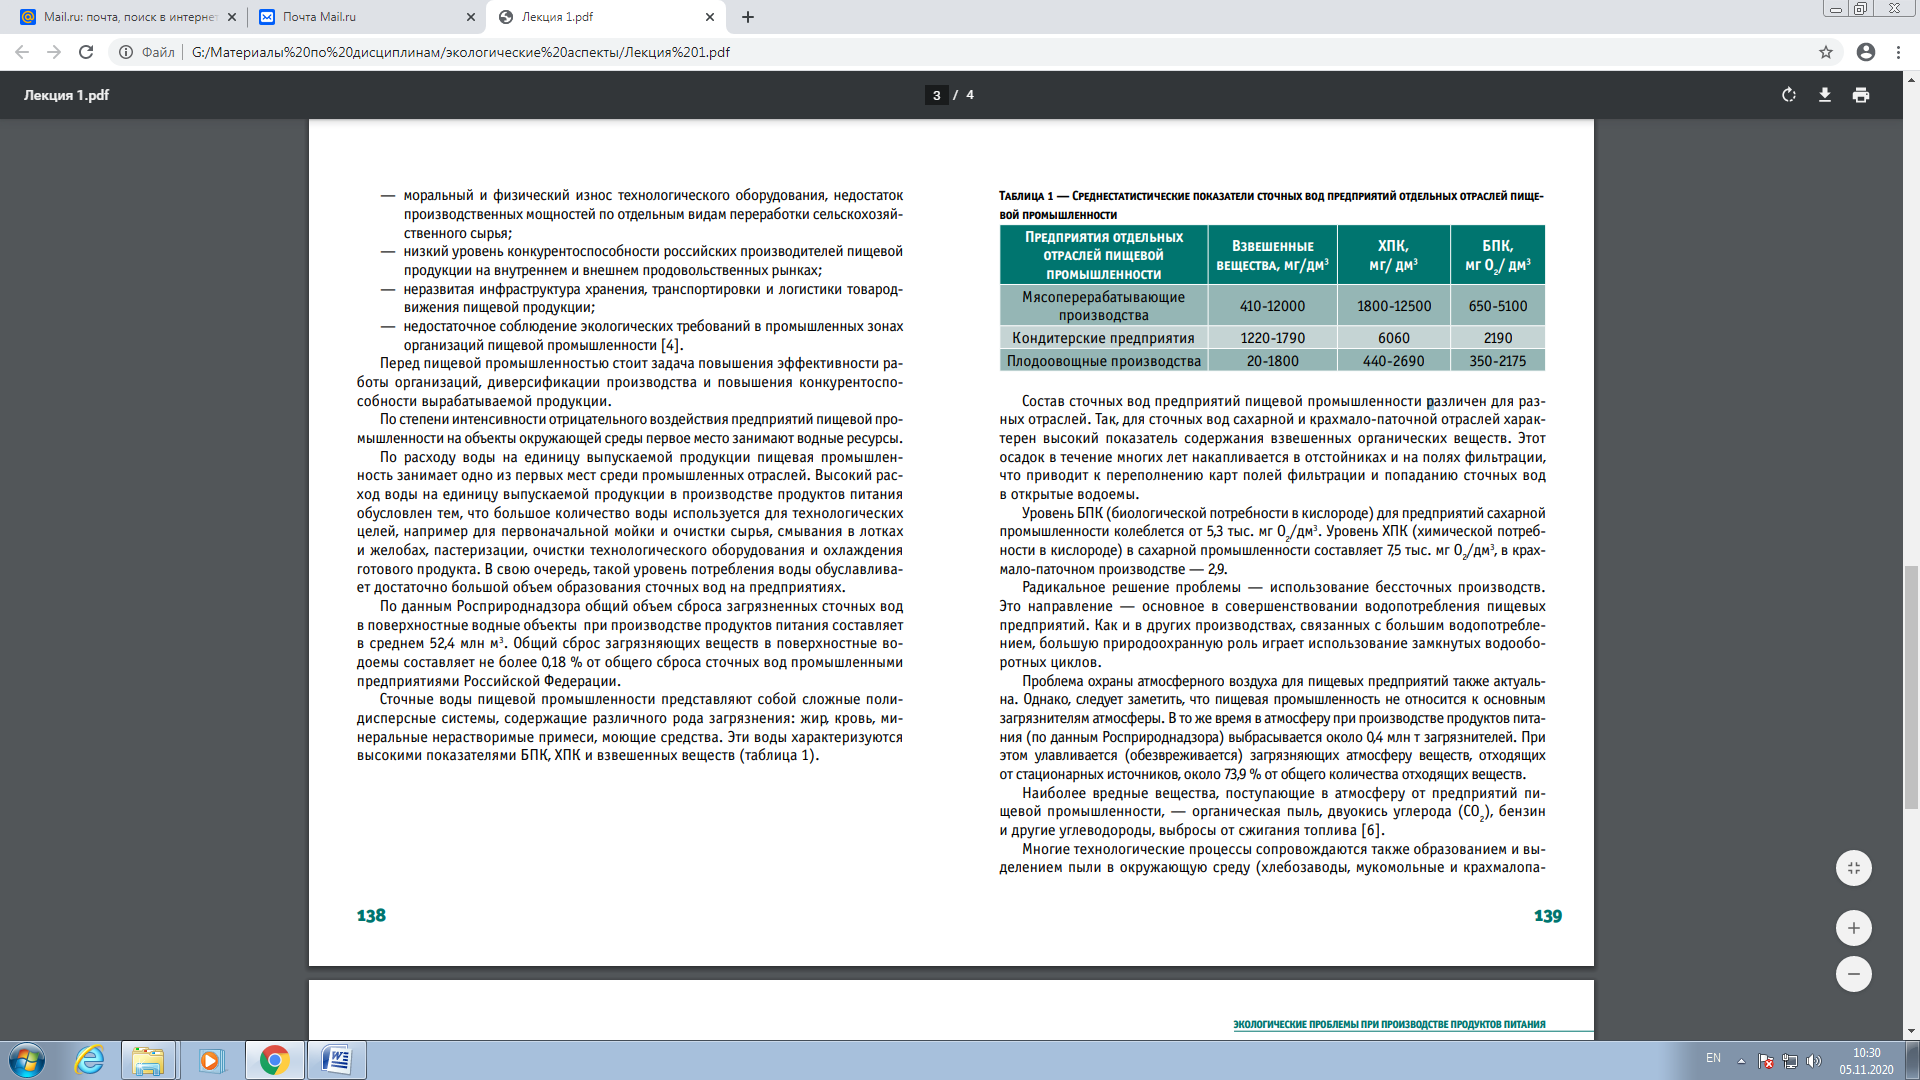 Mail.ru: почта, поиск в интернет
Почта Mail.ru
Лекция 1.pdf
Файл
G:/Материалы%20по%20дисциплинам/экологические%20аспекты/Лекция%201.pdf
Лекция 1.pdf
3 / 4
— моральный и физический износ технологического оборудования, недостаток
производственных мощностей по отдельным видам переработки сельскохозяй-
ственного сырья;
— низкий уровень конкурентоспособности российских производителей пищевой
продукции на внутреннем и внешнем продовольственных рынках;
— неразвитая инфраструктура хранения, транспортировки и логистики товарод-
вижения пищевой продукции;
— недостаточное соблюдение экологических требований в промышленных зонах
организаций пищевой промышленности [4].
Перед пищевой промышленностью стоит задача повышения эффективности ра-
боты организаций, диверсификации производства и повышения конкурентоспо-
собности вырабатываемой продукции.
По степени интенсивности отрицательного воздействия предприятий пищевой про-
мышленности на объекты окружающей среды первое место занимают водные ресурсы.
По расходу воды на единицу выпускаемой продукции пищевая промышлен-
ность занимает одно из первых мест среди промышленных отраслей. Высокий рас-
ход воды на единицу выпускаемой продукции в производстве продуктов питания
обусловлен тем, что большое количество воды используется для технологических
целей, например для первоначальной мойки и очистки сырья, смывания в лотках
и желобах, пастеризации, очистки технологического оборудования и охлаждения
готового продукта. В свою очередь, такой уровень потребления воды обуславлива-
ет достаточно большой объем образования сточных вод на предприятиях.
По данным Росприроднадзора общий объем сброса загрязненных сточных вод
в поверхностные водные объекты при производстве продуктов питания составляет
в среднем 52,4 млн м³. Общий сброс загрязняющих веществ в поверхностные во-
доемы составляет не более 0,18 % от общего сброса сточных вод промышленными
предприятиями Российской Федерации.
Сточные воды пищевой промышленности представляют собой сложные поли-
дисперсные системы, содержащие различного рода загрязнения: жир, кровь, ми-
неральные нерастворимые примеси, моющие средства. Эти воды характеризуются
высокими показателями БПК, ХПК и взвешенных веществ (таблица 1).
138
Таблица 1 — Среднестатистические показатели сточных вод предприятий отдельных отраслей пище-
вой промышленности
Предприятия отдельных
отраслей пищевой
промышленности
Взвешенные
вещества, мг/дм³
ХПК,
мг/ дм³
БПК,
мг O₂/ дм³
Мясоперерабатывающие
производства
410-12000
1800-12500
650-5100
Кондитерские предприятия
1220-1790
6060
2190
Плодоовощные производства
20-1800
440-2690
350-2175
Состав сточных вод предприятий пищевой промышленности различен для раз-
ных отраслей. Так, для сточных вод сахарной и крахмало-паточной отраслей харак-
терен высокий показатель содержания взвешенных органических веществ. Этот
осадок в течение многих лет накапливается в отстойниках и на полях фильтрации,
что приводит к переполнению карт полей фильтрации и попаданию сточных вод
в открытые водоемы.
Уровень БПК (биологической потребности в кислороде) для предприятий сахарной
промышленности колеблется от 5,3 тыс. мг O₂/дм³. Уровень ХПК (химической потреб-
ности в кислороде) в сахарной промышленности составляет 7,5 тыс. мг O₂/дм³, в крах-
мало-паточном производстве — 2,9.
Радикальное решение проблемы — использование бессточных производств.
Это направление — основное в совершенствовании водопотребления пищевых
предприятий. Как и в других производствах, связанных с большим водопотребле-
нием, большую природоохранную роль играет использование замкнутых водообо-
ротных циклов.
Проблема охраны атмосферного воздуха для пищевых предприятий также актуаль-
на. Однако, следует заметить, что пищевая промышленность не относится к основным
загрязнителям атмосферы. В то же время в атмосферу при производстве продуктов пита-
ния (по данным Росприроднадзора) выбрасывается около 0,4 млн т загрязнителей. При
этом улавливается (обезвреживается) загрязняющих атмосферу веществ, отходящих
от стационарных источников, около 73,9 % от общего количества отходящих веществ.
Наиболее вредные вещества, поступающие в атмосферу от предприятий пи-
щевой промышленности, — органическая пыль, двуокись углерода (CO₂), бензин
и другие углеводороды, выбросы от сжигания топлива [6].
Многие технологические процессы сопровождаются также образованием и вы-
делением пыли в окружающую среду (хлебозаводы, мукомольные и крахмалопа-
139
ЭКОЛОГИЧЕСКИЕ ПРОБЛЕМЫ ПРИ ПРОИЗВОДСТВЕ ПРОДУКТОВ ПИТАНИЯ
EN
10:30
05.11.2020